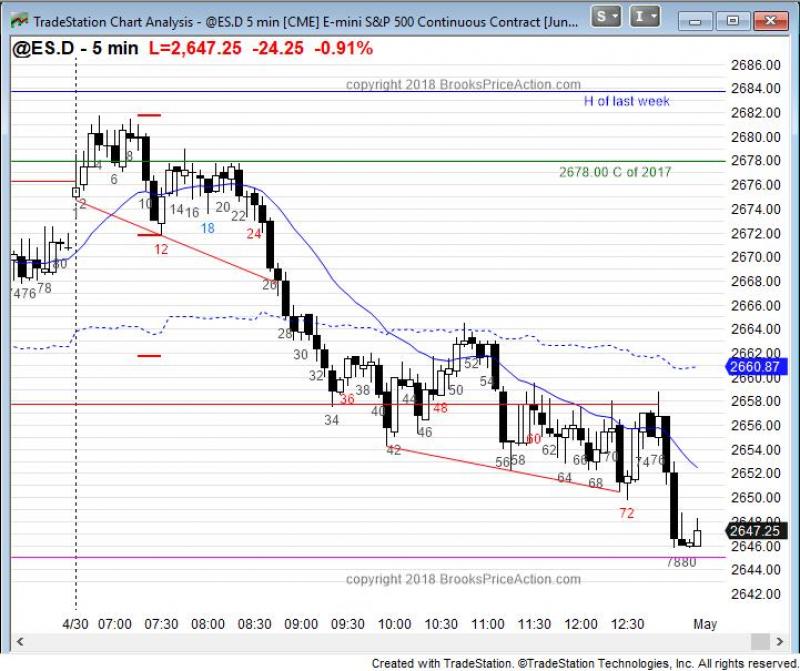 TradeStation Chart Analysis - @ES.D 5 min [CME] E-mini S&P 500 Continuous Contract [Jun...
S I
@ES.D - 5 min L=2,647.25 -24.25 -0.91%
copyright 2018 BrooksPriceAction.com
H of last week
2678.00 C of 2017
2686.00
2684.00
2682.00
2680.00
2678.00
2676.00
2674.00
2672.00
2670.00
2668.00
2666.00
2664.00
2662.00
2660.87
2660.00
2658.00
2656.00
2654.00
2652.00
2650.00
2648.00
2647.25
2646.00
2644.00
2642.00
76 78 80
2 4 6 8 10 12 14 16 18 20 22 24 26 28 30 32 34 36 38 40 42 44 46 48 50 52 54 56 58 60 62 64 66 68 70 72 74 76 78 80
copyright 2018 BrooksPriceAction.com
4/30 07:00 07:30 08:00 08:30 09:00 09:30 10:00 10:30 11:00 11:30 12:00 12:30 May
Created with TradeStation. ©TradeStation Technologies, Inc. All rights reserved.